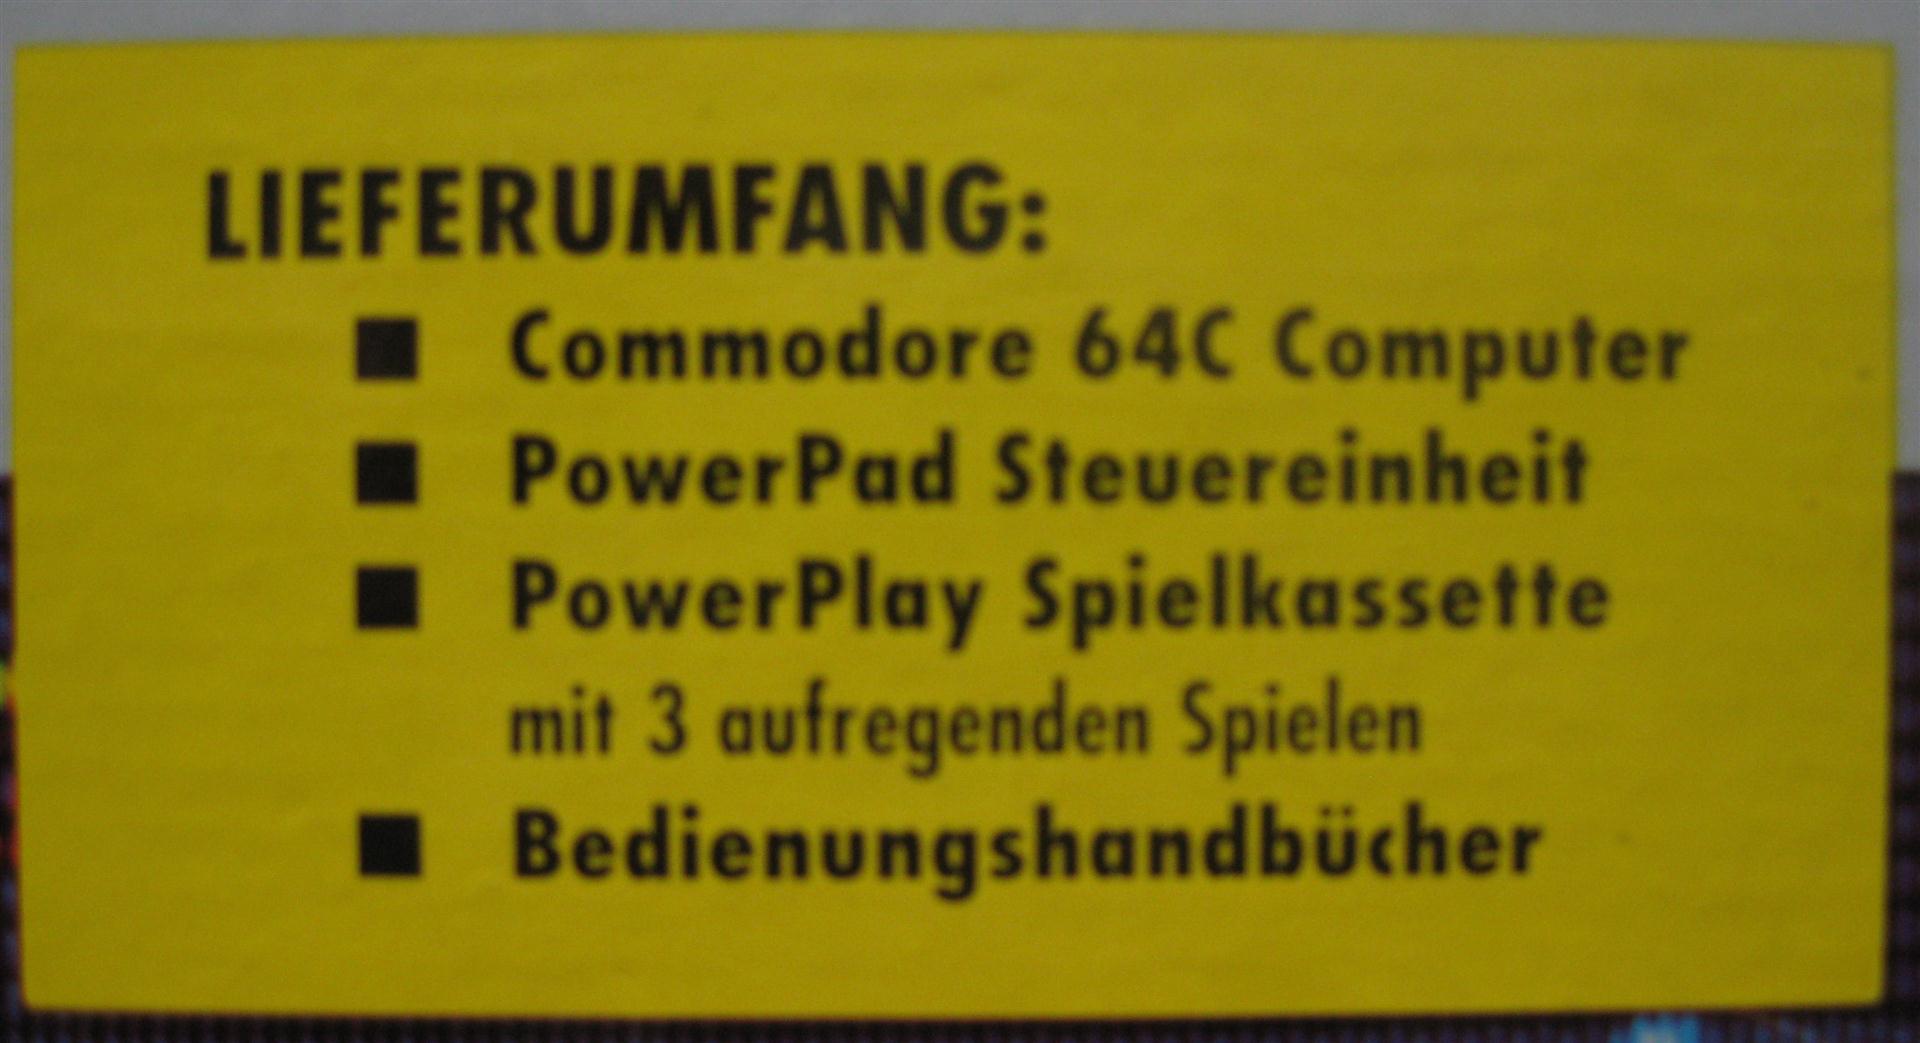 LIEFERUMFANG:
■ Commodore 64C Computer
■ PowerPad Steuereinheit
■ PowerPlay Spielkassette
mit 3 aufregenden Spielen
■ Bedienungshandbücher